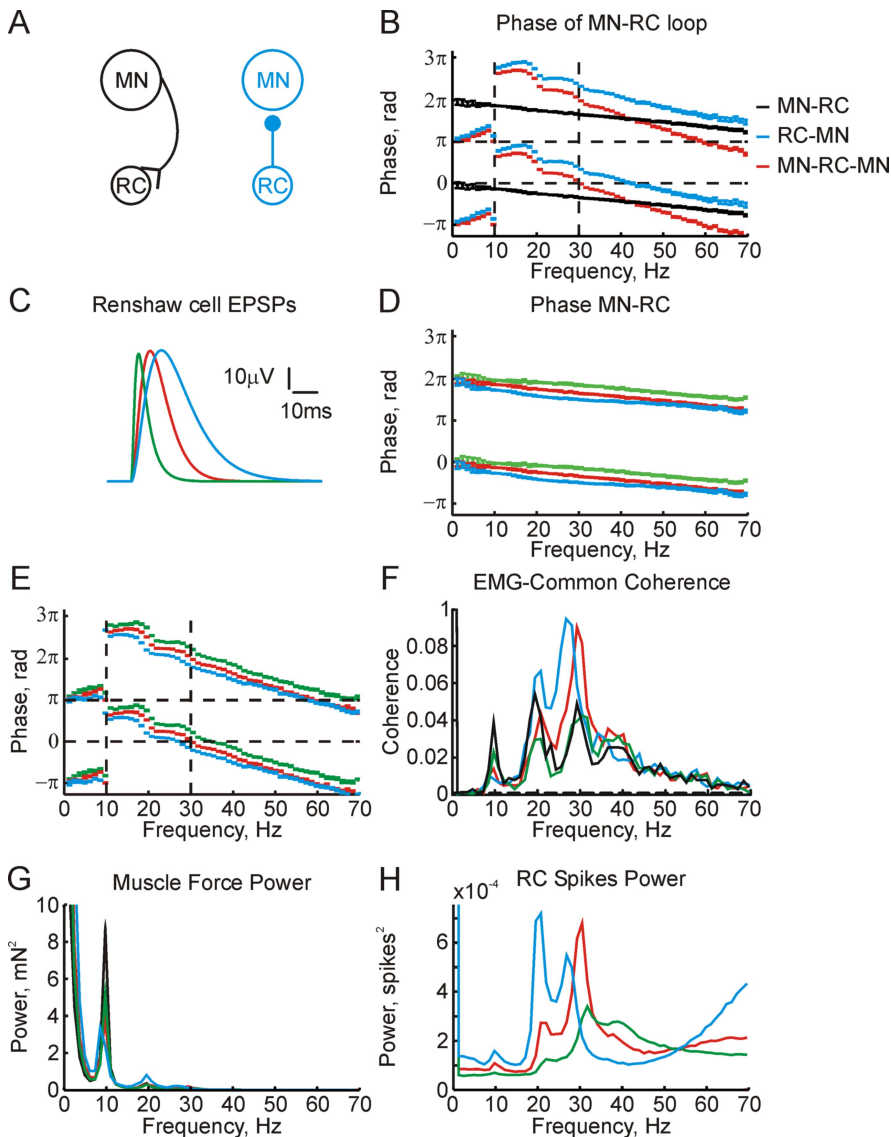 A
MN
RC
MN
RC
B
Phase of MN-RC loop
Phase, rad
3π
2π
π
0
−π
0 10 20 30 40 50 60 70
Frequency, Hz
MN-RC
RC-MN
MN-RC-MN
C
Renshaw cell EPSPs
10µV
10ms
D
Phase MN-RC
Phase, rad
3π
2π
π
0
−π
0 10 20 30 40 50 60 70
Frequency, Hz
E
Phase, rad
3π
2π
π
0
−π
0 10 20 30 40 50 60 70
Frequency, Hz
F
EMG-Common Coherence
Coherence
0.1
0.08
0.06
0.04
0.02
0 10 20 30 40 50 60 70
Frequency, Hz
G
Muscle Force Power
Power, mN²
10
8
6
4
2
0
0 10 20 30 40 50 60 70
Frequency, Hz
H
RC Spikes Power
x10⁻⁴
Power, spikes²
6
4
2
0
0 10 20 30 40 50 60 70
Frequency, Hz